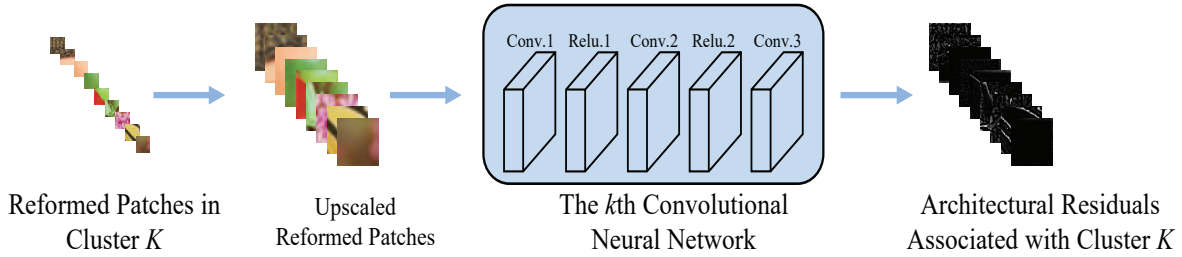 Conv.1 Relu.1 Conv.2 Relu.2 Conv.3
Reformed Patches in
Cluster K
Upscaled
Reformed Patches
The kth Convolutional
Neural Network
Architectural Residuals
Associated with Cluster K